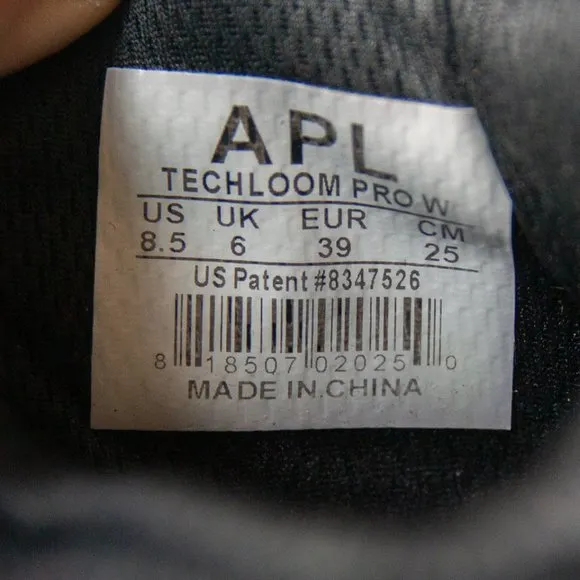 APL
TECHLOOM PRO W
US UK EUR CM
8.5 6 39 25
US Patent #8347526
8 18507 02025 0
MADE IN CHINA